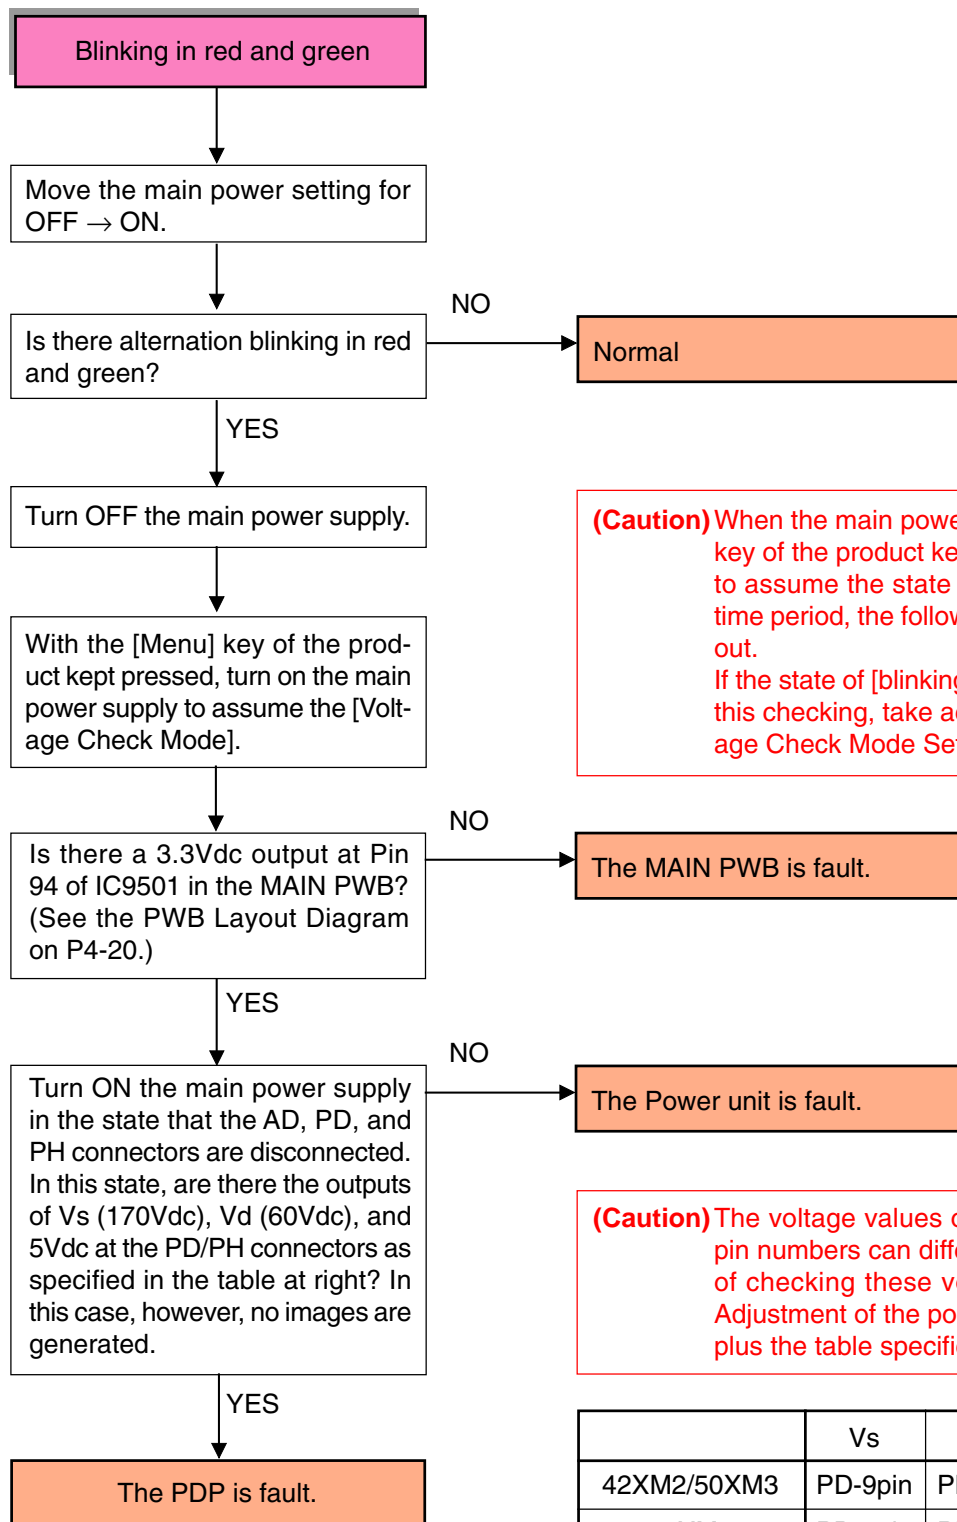 Blinking in red and green
Move the main power setting for
OFF → ON.
NO
Is there alternation blinking in red
and green?
Normal
YES
Turn OFF the main power supply.
(Caution) When the main powe
key of the product ke
to assume the state
time period, the follow
out.
If the state of [blinking
this checking, take a
age Check Mode Set
With the [Menu] key of the prod-
uct kept pressed, turn on the main
power supply to assume the [Volt-
age Check Mode].
NO
Is there a 3.3Vdc output at Pin
94 of IC9501 in the MAIN PWB?
(See the PWB Layout Diagram
on P4-20.)
The MAIN PWB is fault.
YES
NO
Turn ON the main power supply
in the state that the AD, PD, and
PH connectors are disconnected.
In this state, are there the outputs
of Vs (170Vdc), Vd (60Vdc), and
5Vdc at the PD/PH connectors as
specified in the table at right? In
this case, however, no images are
generated.
The Power unit is fault.
(Caution) The voltage values
pin numbers can diff
of checking these v
Adjustment of the po
plus the table specifi
YES
The PDP is fault.
Vs
42XM2/50XM3 PD-9pin P